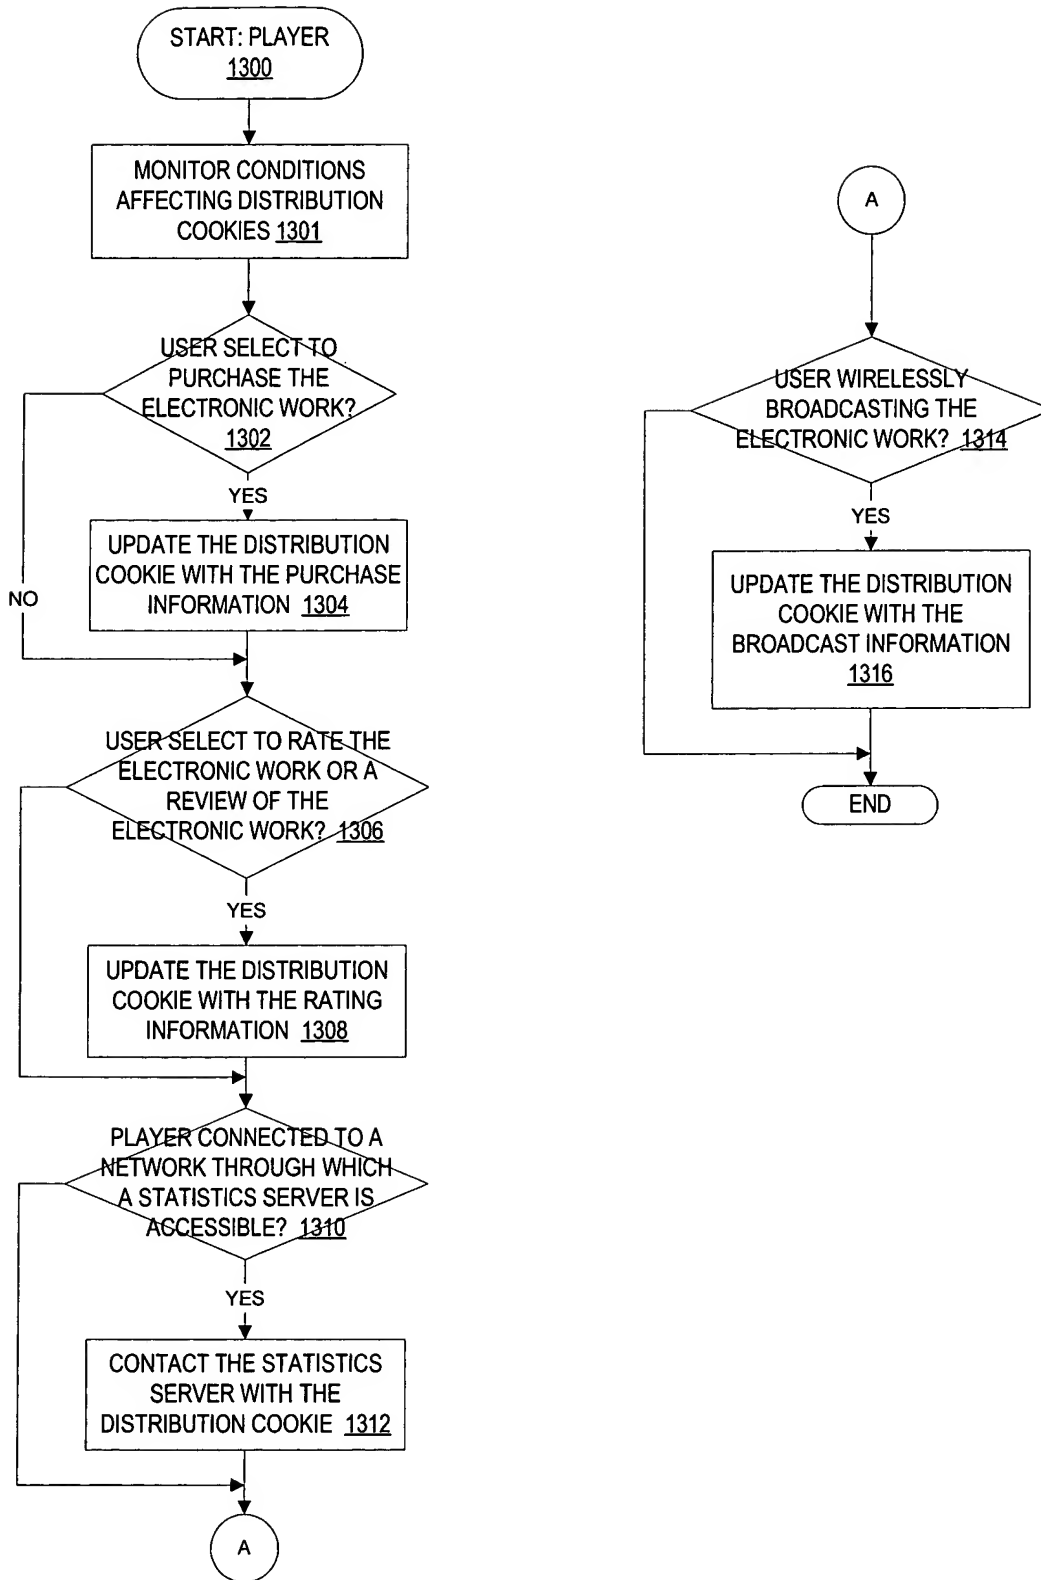 START: PLAYER
1300
MONITOR CONDITIONS
AFFECTING DISTRIBUTION
COOKIES 1301
USER SELECT TO
PURCHASE THE
ELECTRONIC WORK?
1302
YES
UPDATE THE DISTRIBUTION
COOKIE WITH THE PURCHASE
INFORMATION 1304
NO
USER SELECT TO RATE THE
ELECTRONIC WORK OR A
REVIEW OF THE
ELECTRONIC WORK? 1306
YES
UPDATE THE DISTRIBUTION
COOKIE WITH THE RATING
INFORMATION 1308
PLAYER CONNECTED TO A
NETWORK THROUGH WHICH
A STATISTICS SERVER IS
ACCESSIBLE? 1310
YES
CONTACT THE STATISTICS
SERVER WITH THE
DISTRIBUTION COOKIE 1312
A
A
USER WIRELESSLY
BROADCASTING THE
ELECTRONIC WORK? 1314
YES
UPDATE THE DISTRIBUTION
COOKIE WITH THE
BROADCAST INFORMATION
1316
END